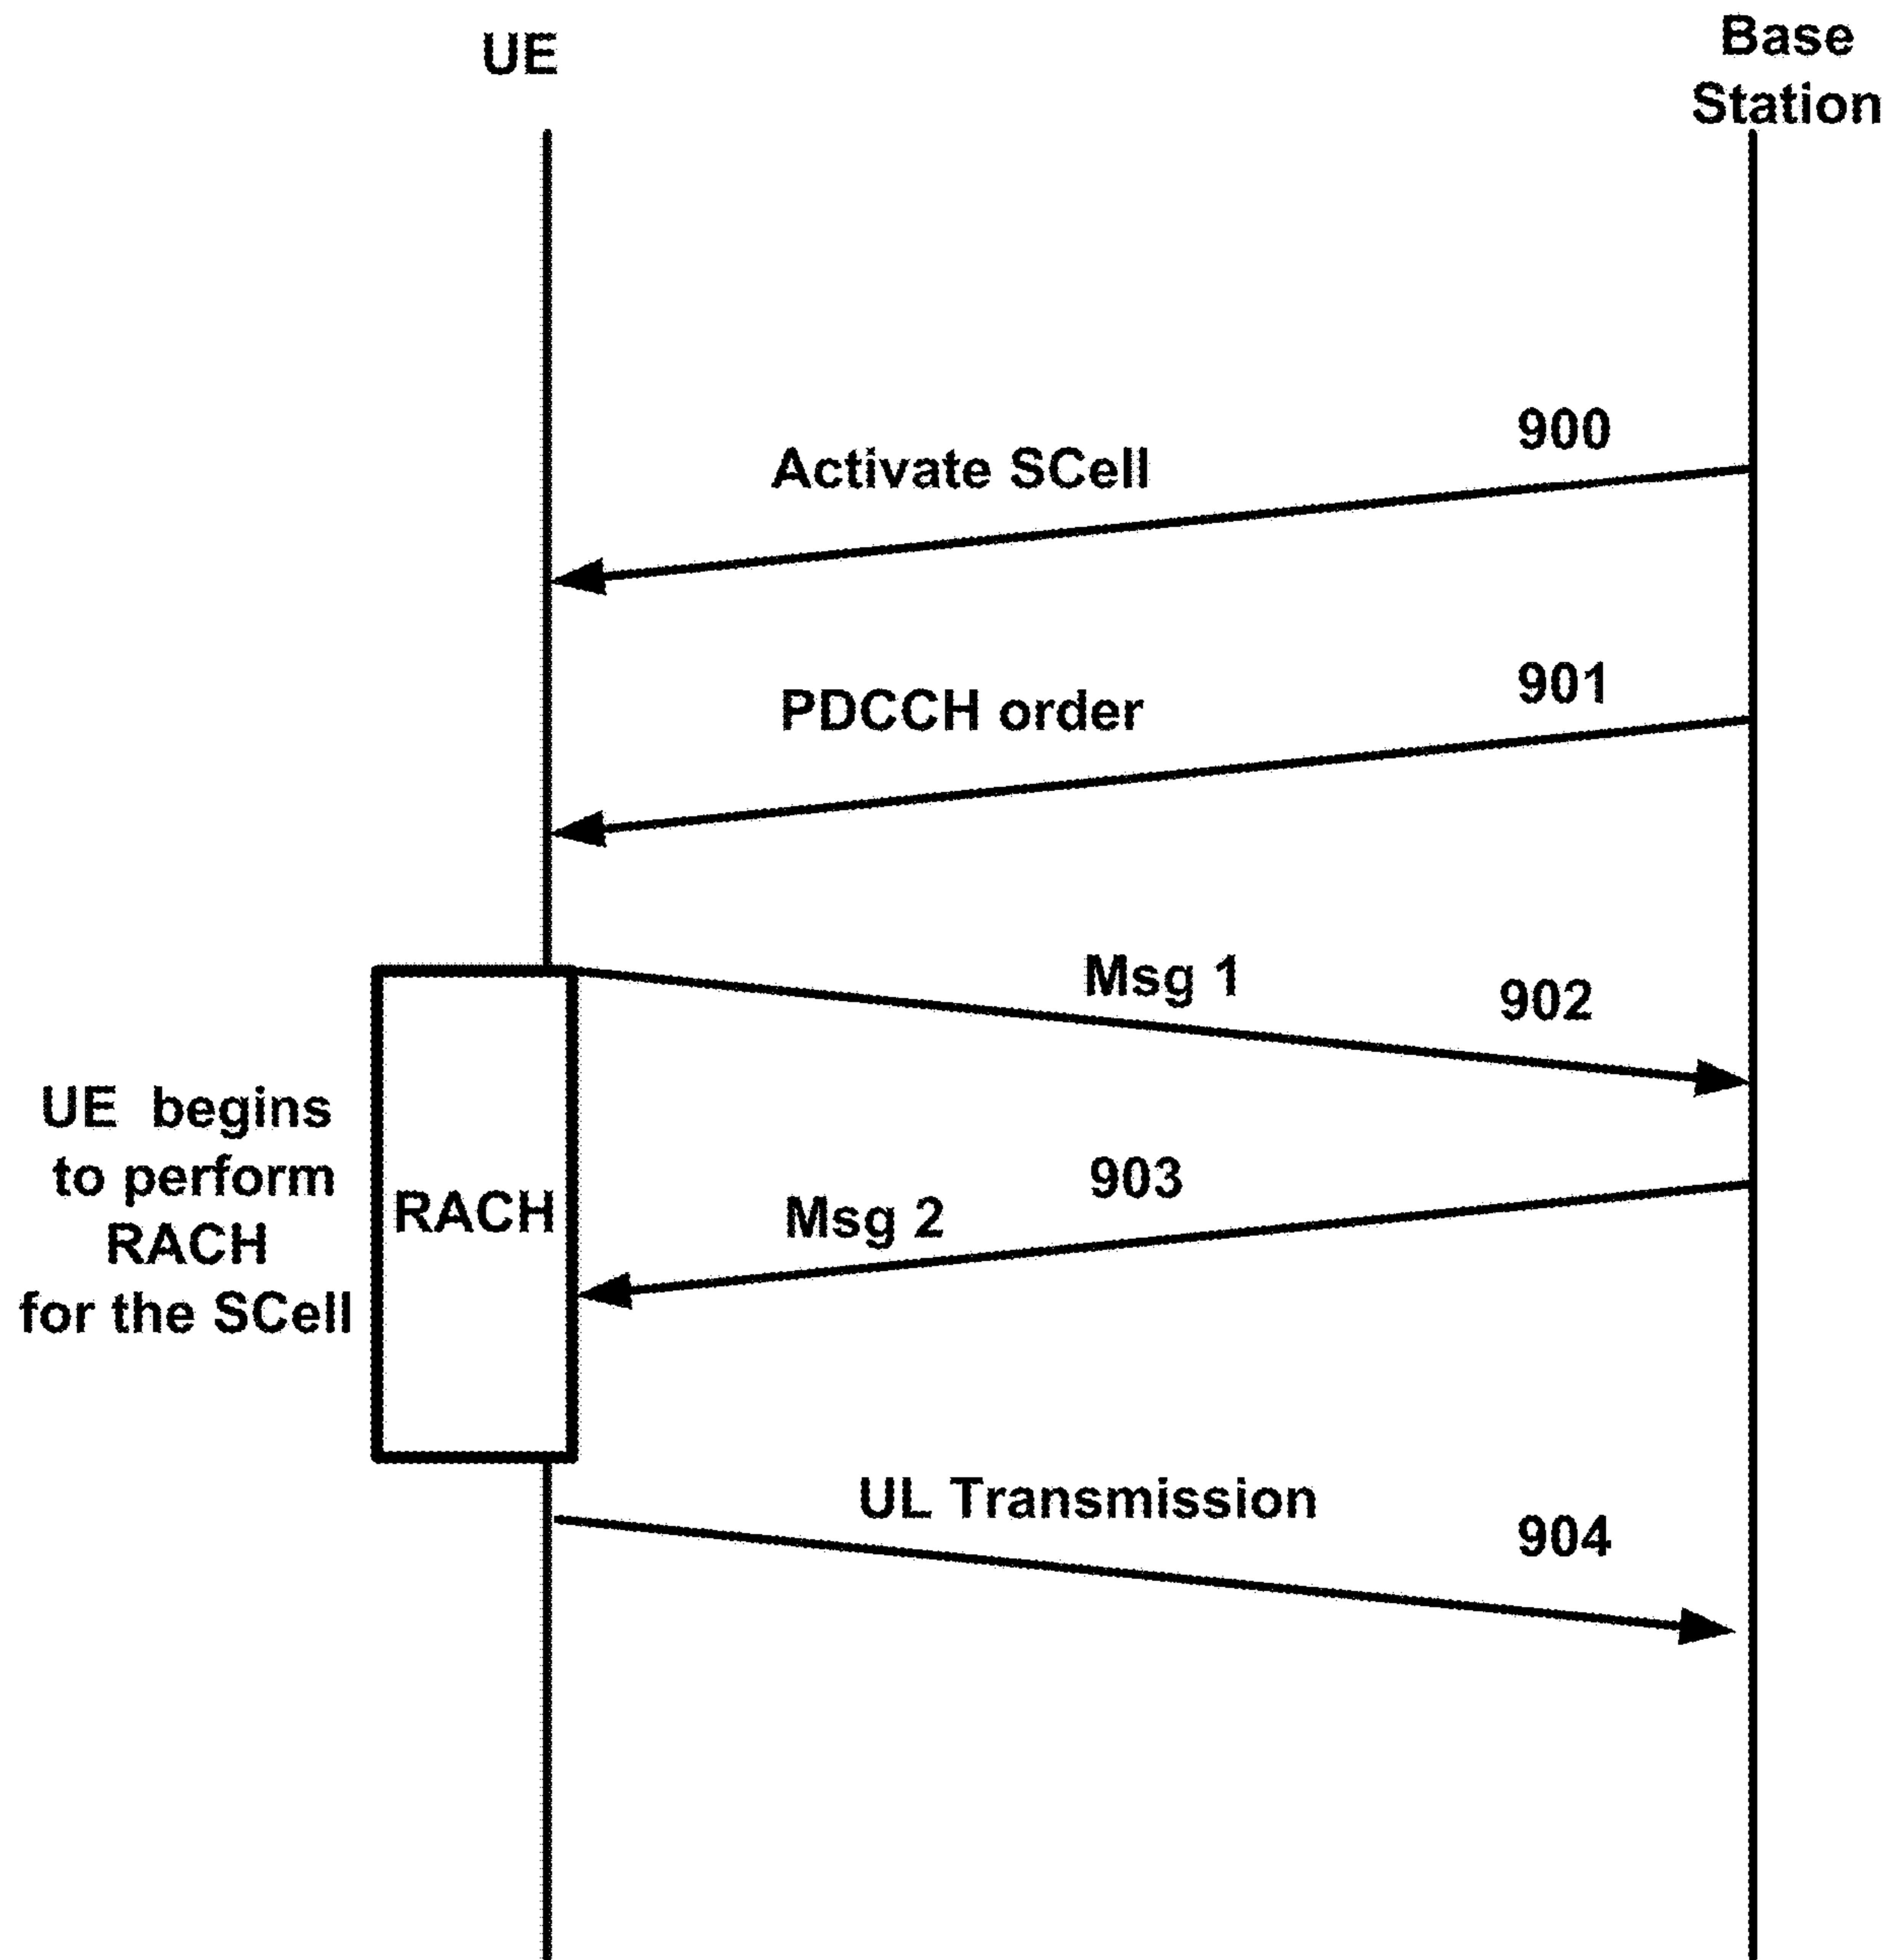 UE
Base
Station
900
Activate SCell
901
PDCCH order
Msg 1
902
UE begins
to perform
RACH
for the SCell
RACH
903
Msg 2
UL Transmission
904